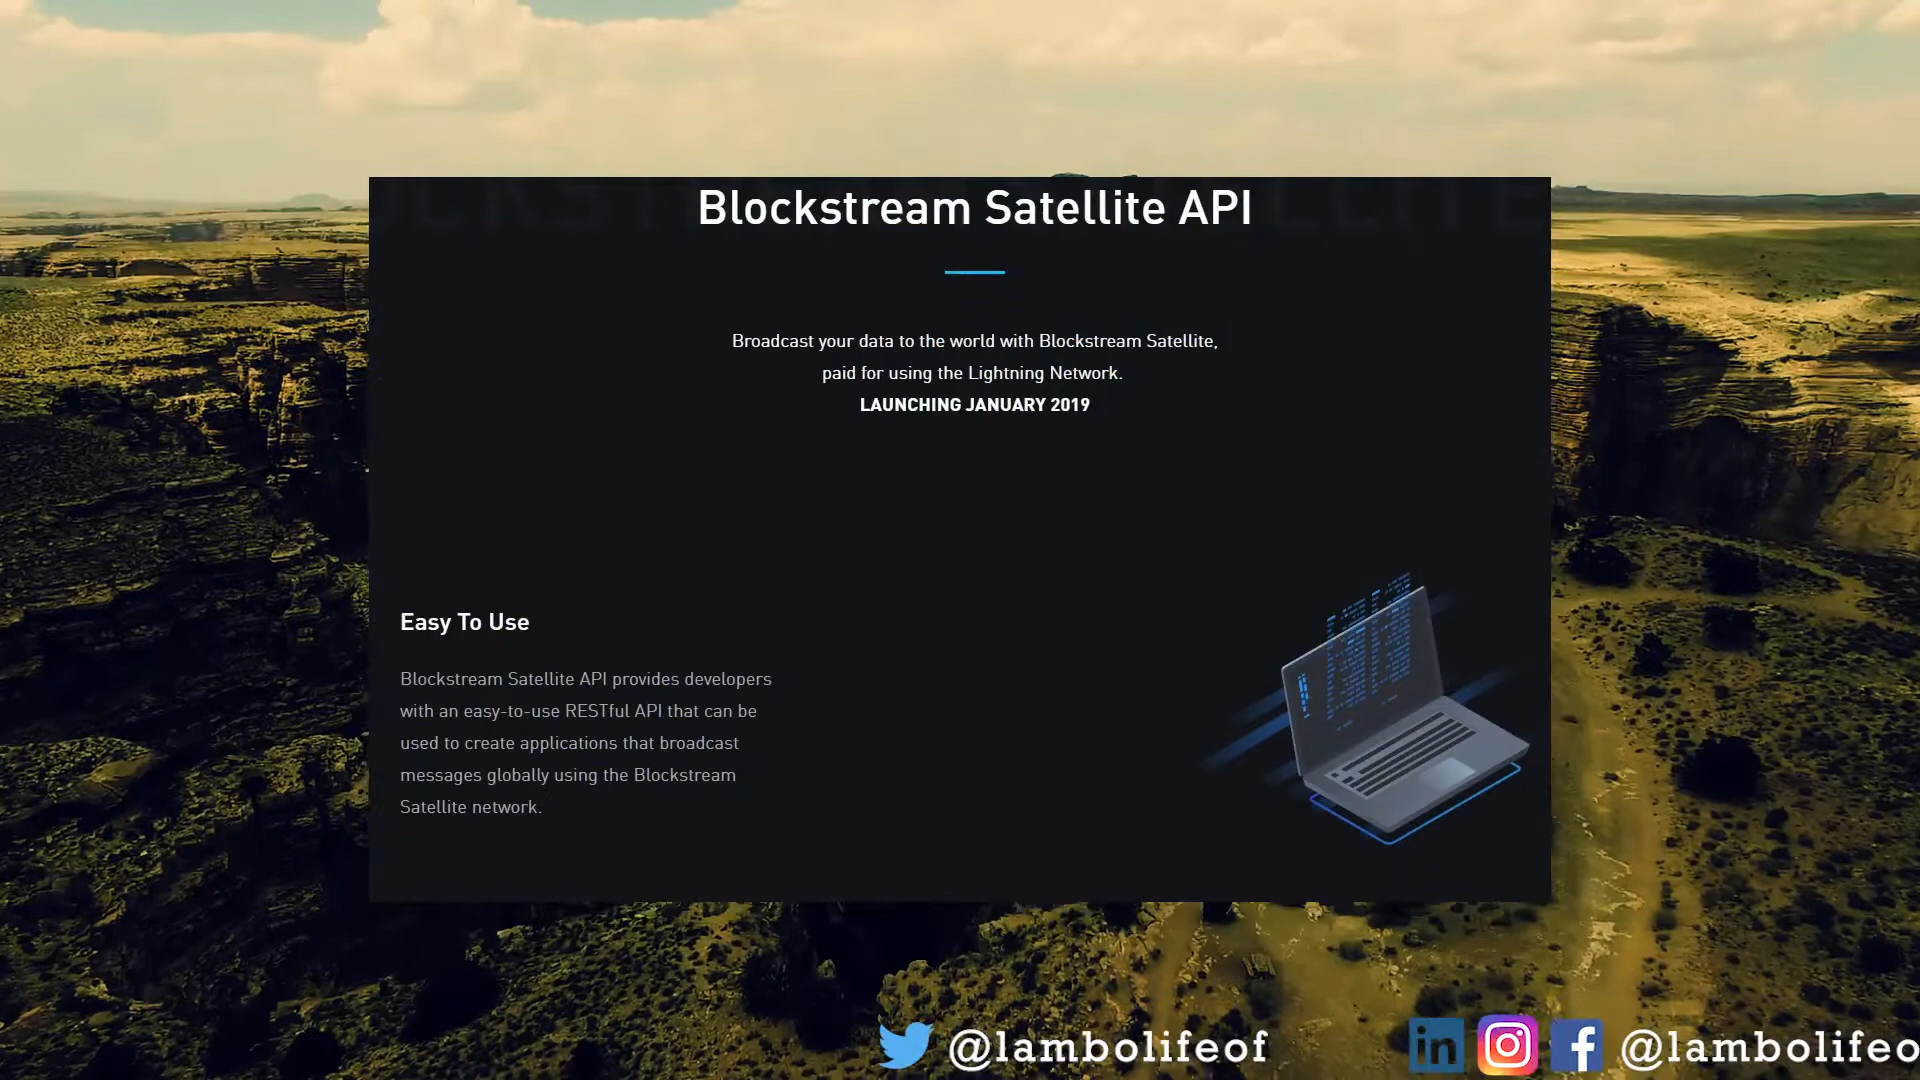 Blockstream Satellite API
Broadcast your data to the world with Blockstream Satellite,
paid for using the Lightning Network.
LAUNCHING JANUARY 2019
Easy To Use
Blockstream Satellite API provides developers
with an easy-to-use RESTful API that can be
used to create applications that broadcast
messages globally using the Blockstream
Satellite network.
@lambolifeof
in
@lambolifeo